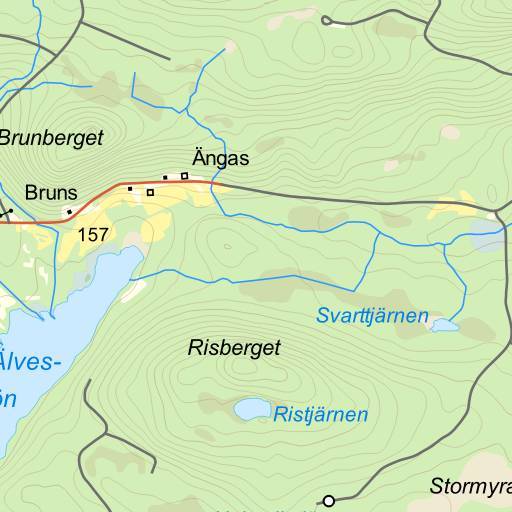 Brunberget
Ängas
Bruns
157
Svarttjärnen
Risberget
Älves-
ön
Ristjärnen
Stormyra